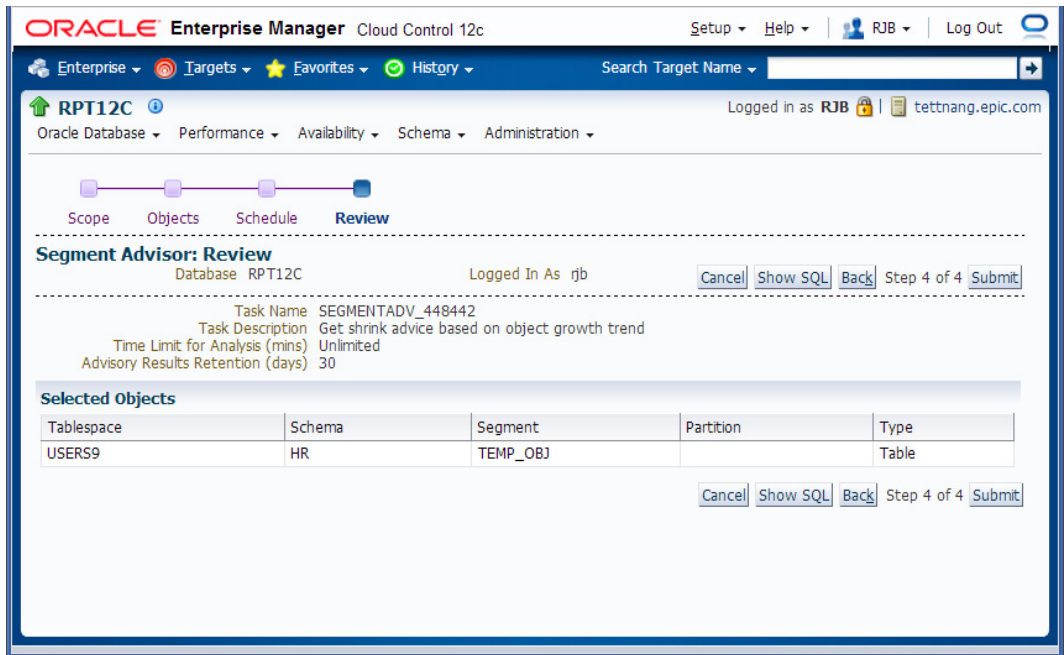 ORACLE Enterprise Manager Cloud Control 12c Setup Help RJB Log Out
Enterprise Targets Favorites History Search Target Name
RPT12C Logged in as RJB tettnang.epic.com
Oracle Database Performance Availability Schema Administration
Scope Objects Schedule Review
Segment Advisor: Review
Database RPT12C Logged In As rjb Cancel Show SQL Back Step 4 of 4 Submit
Task Name SEGMENTADV_448442
Task Description Get shrink advice based on object growth trend
Time Limit for Analysis (mins) Unlimited
Advisory Results Retention (days) 30
Selected Objects
Tablespace Schema Segment Partition Type
USERS9 HR TEMP_OBJ Table
Cancel Show SQL Back Step 4 of 4 Submit